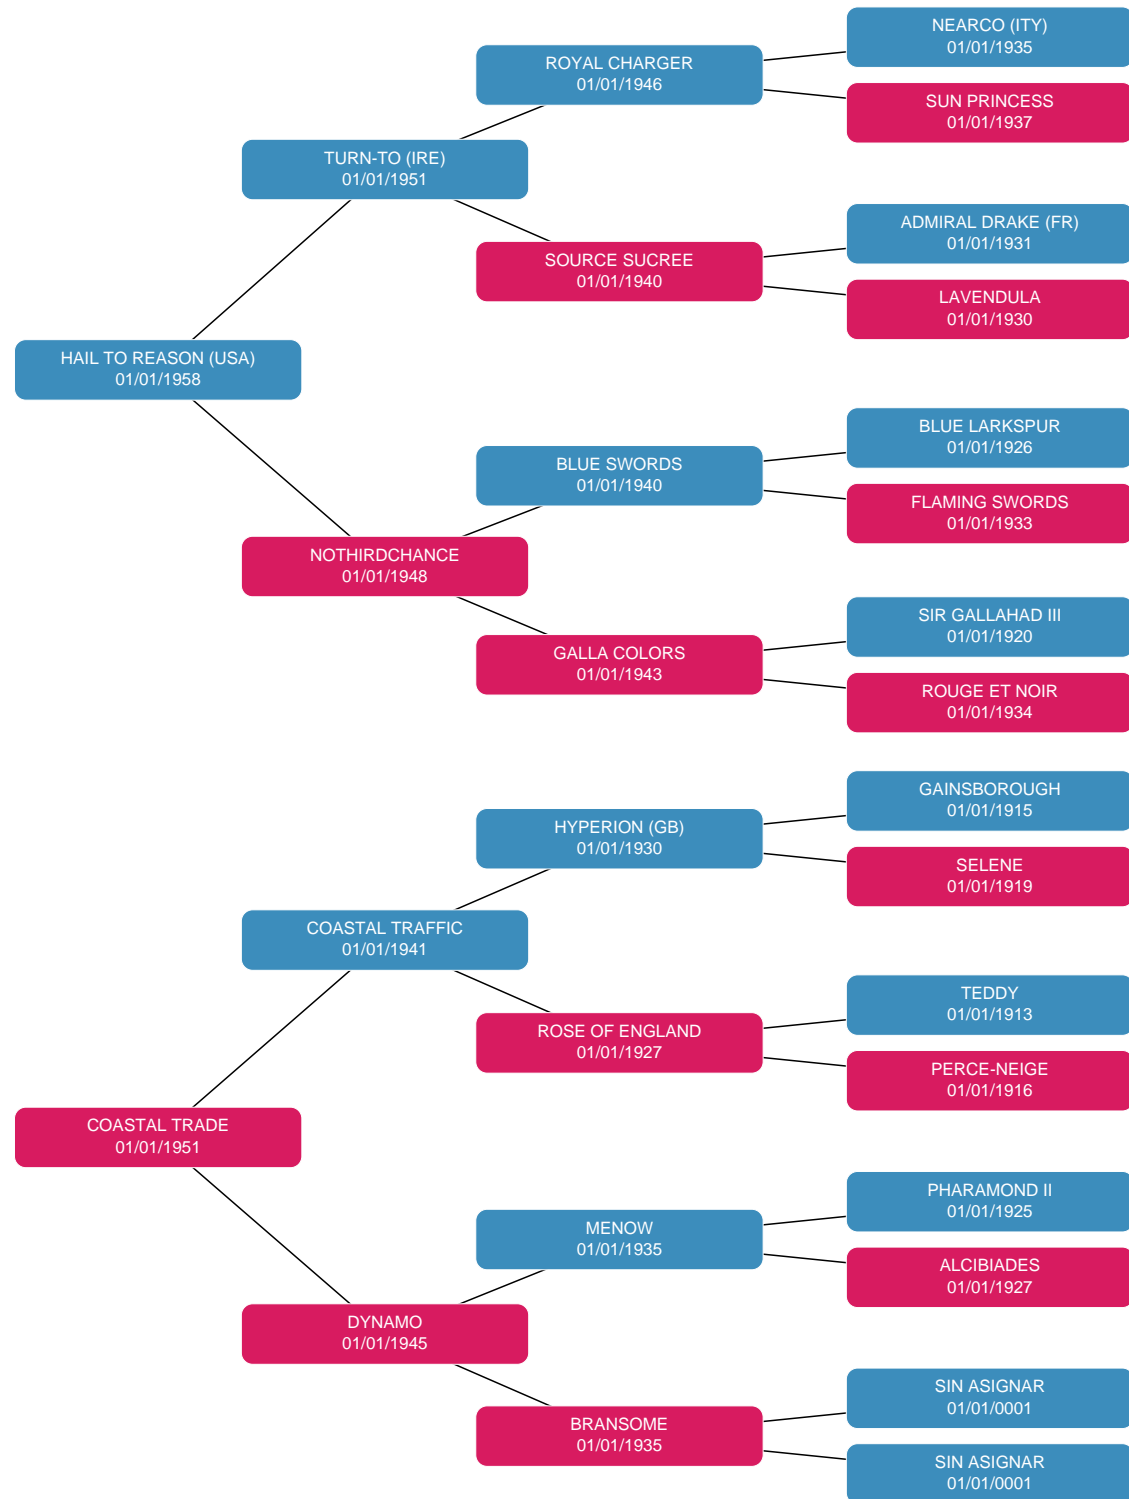 NEARCO (ITY)
01/01/1935
ROYAL CHARGER
01/01/1946
SUN PRINCESS
01/01/1937
TURN-TO (IRE)
01/01/1951
ADMIRAL DRAKE (FR)
01/01/1931
SOURCE SUCREE
01/01/1940
LAVENDULA
01/01/1930
HAIL TO REASON (USA)
01/01/1958
BLUE LARKSPUR
01/01/1926
BLUE SWORDS
01/01/1940
FLAMING SWORDS
01/01/1933
NOTHIRDCHANCE
01/01/1948
SIR GALLAHAD III
01/01/1920
GALLA COLORS
01/01/1943
ROUGE ET NOIR
01/01/1934
GAINSBOROUGH
01/01/1915
HYPERION (GB)
01/01/1930
SELENE
01/01/1919
COASTAL TRAFFIC
01/01/1941
TEDDY
01/01/1913
ROSE OF ENGLAND
01/01/1927
PERCE-NEIGE
01/01/1916
COASTAL TRADE
01/01/1951
PHARAMOND II
01/01/1925
MENOW
01/01/1935
ALCIBIADES
01/01/1927
DYNAMO
01/01/1945
SIN ASIGNAR
01/01/0001
BRANSOME
01/01/1935
SIN ASIGNAR
01/01/0001